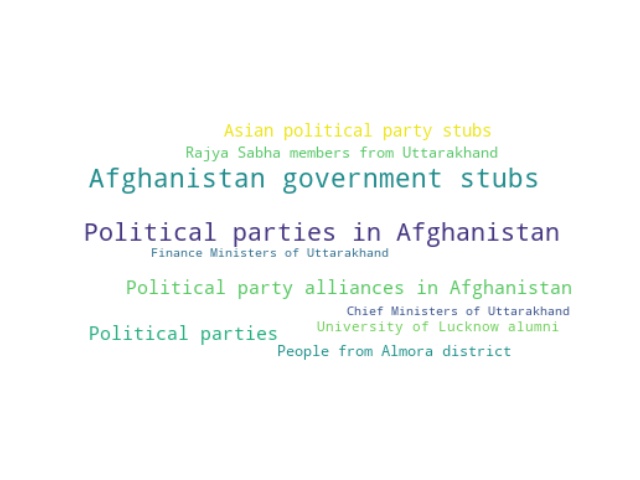 Asian political party stubs
Rajya Sabha members from Uttarakhand
Afghanistan government stubs
Political parties in Afghanistan
Finance Ministers of Uttarakhand
Political party alliances in Afghanistan
Chief Ministers of Uttarakhand
University of Lucknow alumni
Political parties
People from Almora district